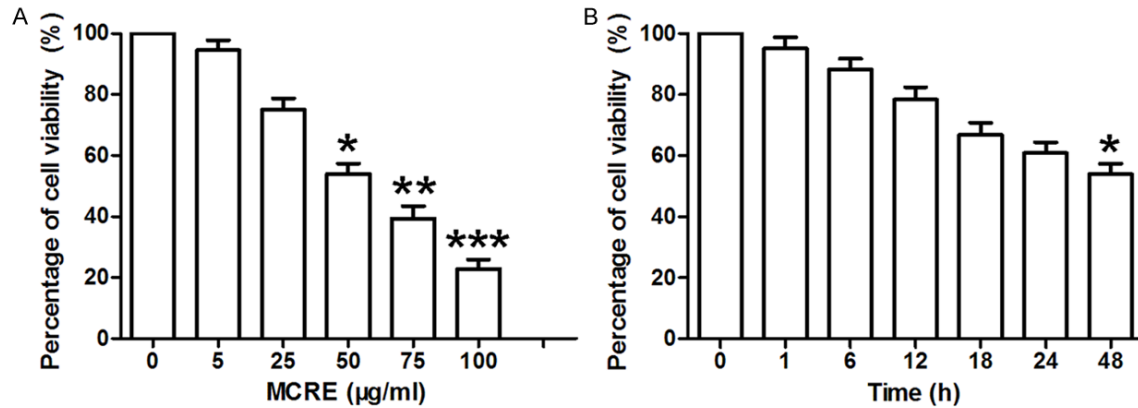 A
Percentage of cell viability (%)
100
80
60
40
20
0
*
**
***
0 5 25 50 75 100
MCRE (µg/ml)
B
Percentage of cell viability (%)
100
80
60
40
20
0
*
0 1 6 12 18 24 48
Time (h)